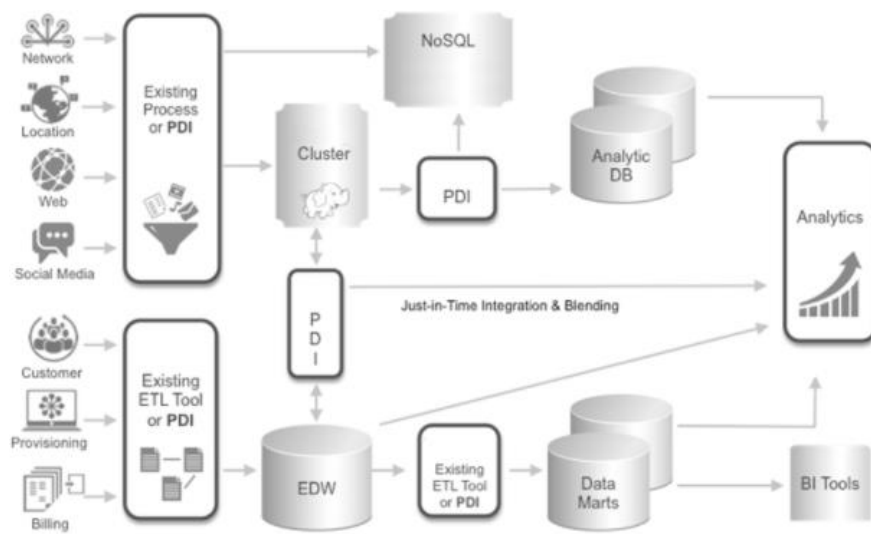 Network
Location
Web
Social Media
Existing
Process
or PDI
NoSQL
Cluster
PDI
Analytic
DB
Analytics
P
D
I
Just-in-Time Integration & Blending
Customer
Provisioning
Billing
Existing
ETL Tool
or PDI
EDW
Existing
ETL Tool
or PDI
Data
Marts
BI Tools